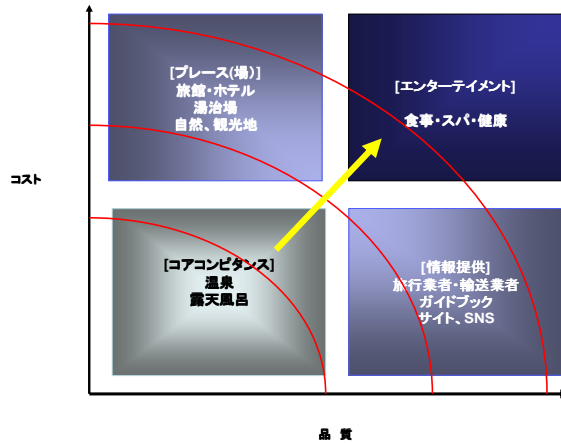 [プレース(場)]
旅館・ホテル
湯治場
自然、観光地
[エンターテイメント]
食事・スパ・健康
コスト
[コアコンピタンス]
温泉
露天風呂
[情報提供]
旅行業者・輸送業者
ガイドブック
サイト、SNS
品 質